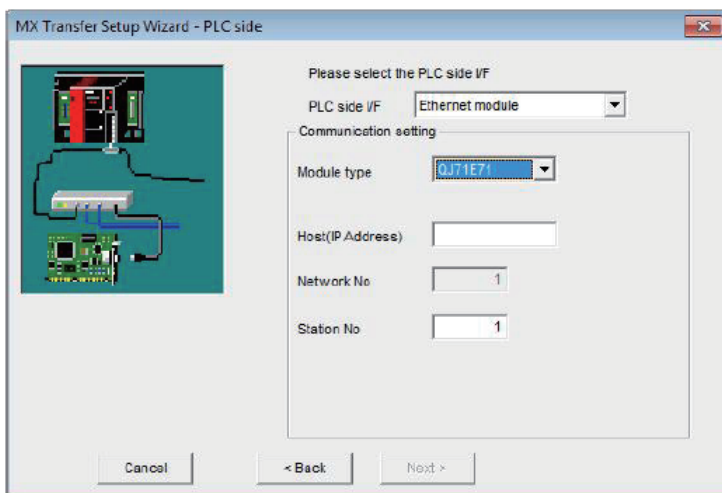 MX Transfer Setup Wizard - PLC side
Please select the PLC side I/F
PLC side I/F Ethernet module
Communication setting
Module type QJ71E71
Host(IP Address)
Network No 1
Station No 1
Cancel < Back Next >